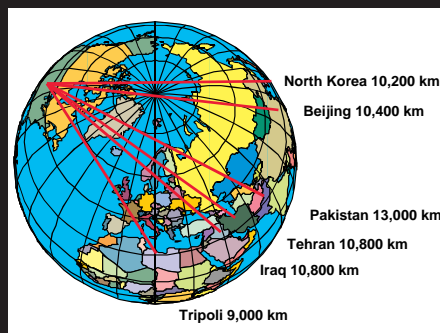 North Korea 10,200 km
Beijing 10,400 km
Pakistan 13,000 km
Tehran 10,800 km
Iraq 10,800 km
Tripoli 9,000 km